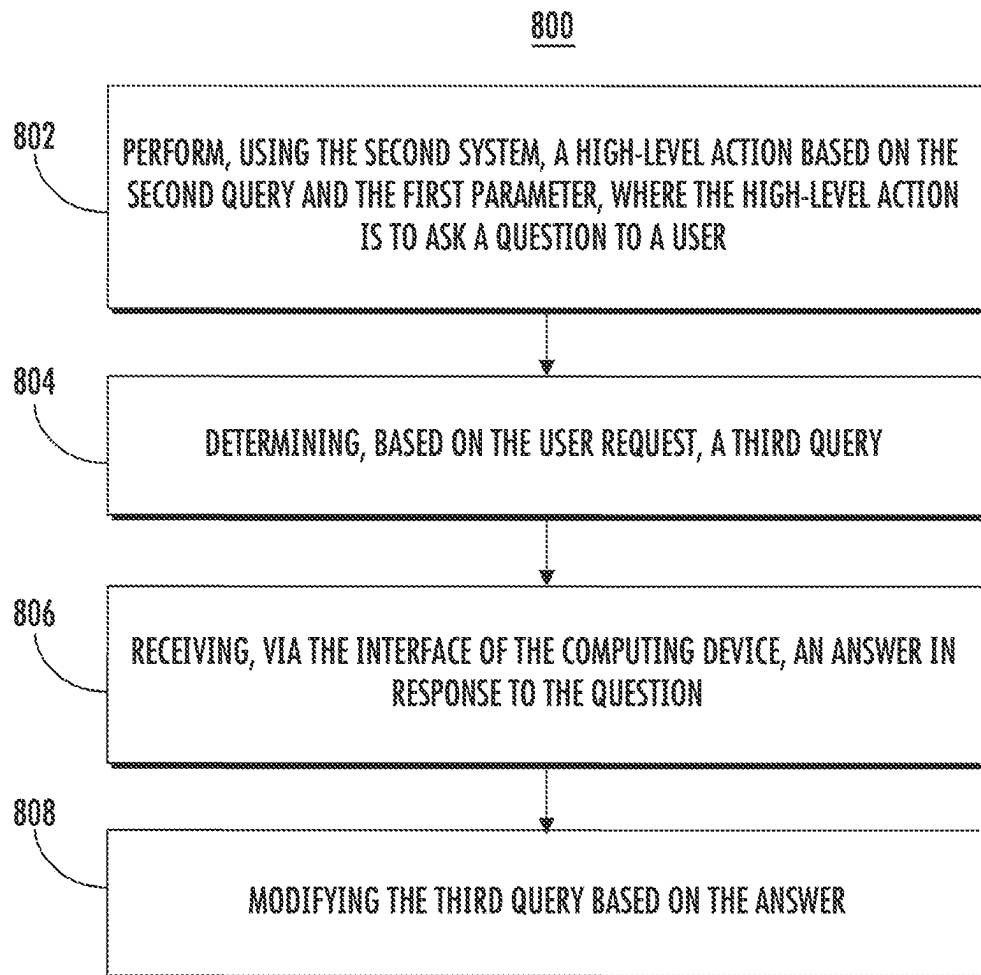 800
802
PERFORM, USING THE SECOND SYSTEM, A HIGH-LEVEL ACTION BASED ON THE
SECOND QUERY AND THE FIRST PARAMETER, WHERE THE HIGH-LEVEL ACTION
IS TO ASK A QUESTION TO A USER
804
DETERMINING, BASED ON THE USER REQUEST, A THIRD QUERY
806
RECEIVING, VIA THE INTERFACE OF THE COMPUTING DEVICE, AN ANSWER IN
RESPONSE TO THE QUESTION
808
MODIFYING THE THIRD QUERY BASED ON THE ANSWER